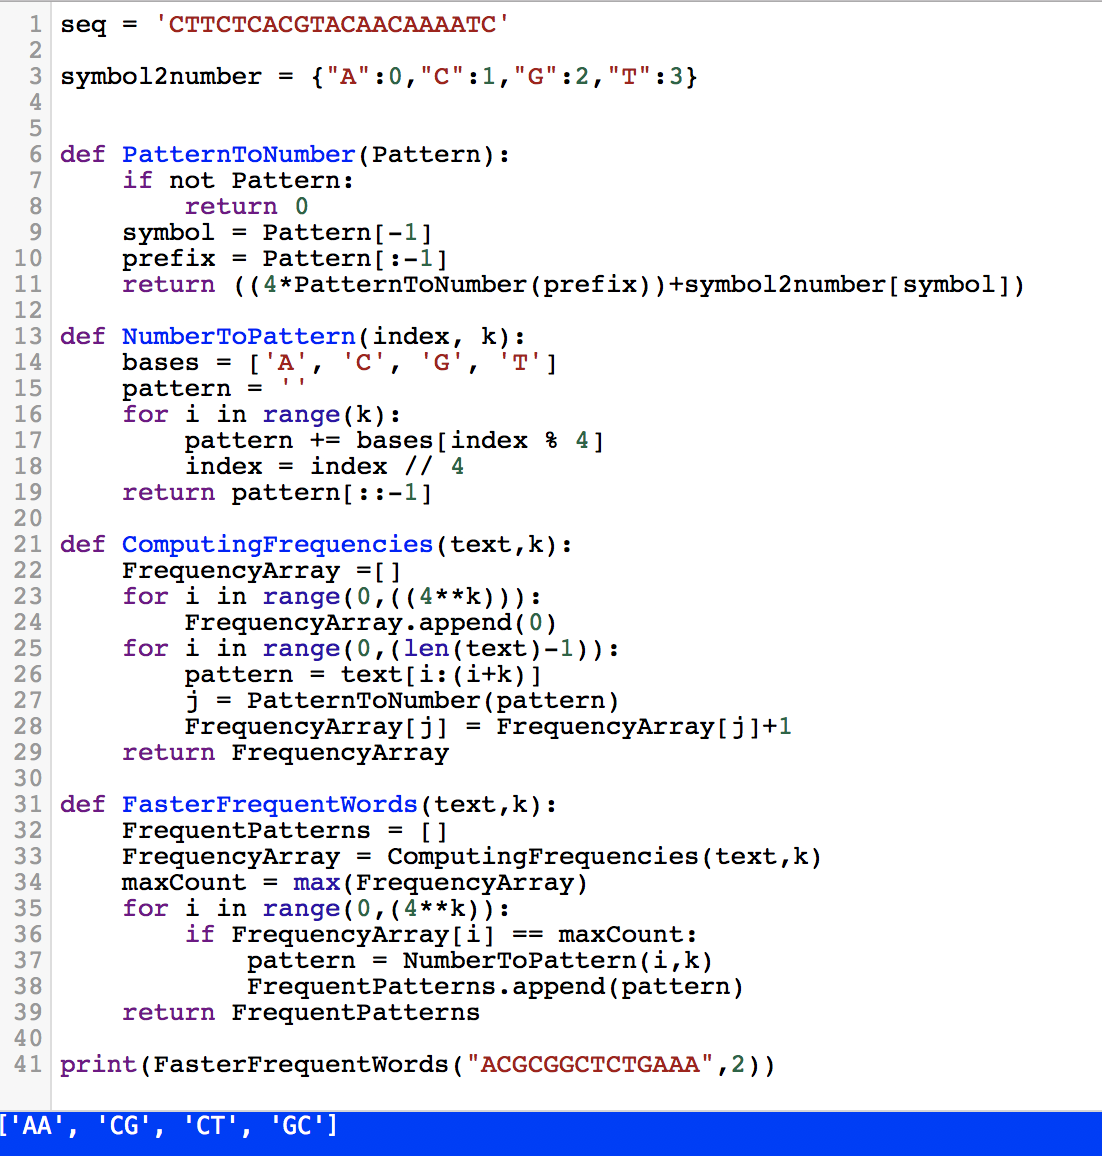 1 seq = 'CTTCTCACGTACAACAAAATC'
2
3 symbol2number = {"A":0,"C":1,"G":2,"T":3}
4
5
6 def PatternToNumber(Pattern):
7     if not Pattern:
8         return 0
9     symbol = Pattern[-1]
10     prefix = Pattern[:-1]
11     return ((4*PatternToNumber(prefix))+symbol2number[symbol])
12
13 def NumberToPattern(index, k):
14     bases = ['A', 'C', 'G', 'T']
15     pattern = ''
16     for i in range(k):
17         pattern += bases[index % 4]
18         index = index // 4
19     return pattern[::-1]
20
21 def ComputingFrequencies(text,k):
22     FrequencyArray =[]
23     for i in range(0,((4**k))):
24         FrequencyArray.append(0)
25     for i in range(0,(len(text)-1)):
26         pattern = text[i:(i+k)]
27         j = PatternToNumber(pattern)
28         FrequencyArray[j] = FrequencyArray[j]+1
29     return FrequencyArray
30
31 def FasterFrequentWords(text,k):
32     FrequentPatterns = []
33     FrequencyArray = ComputingFrequencies(text,k)
34     maxCount = max(FrequencyArray)
35     for i in range(0,(4**k)):
36         if FrequencyArray[i] == maxCount:
37             pattern = NumberToPattern(i,k)
38             FrequentPatterns.append(pattern)
39     return FrequentPatterns
40
41 print(FasterFrequentWords("ACGCGGCTCTGAAA",2))
['AA', 'CG', 'CT', 'GC']